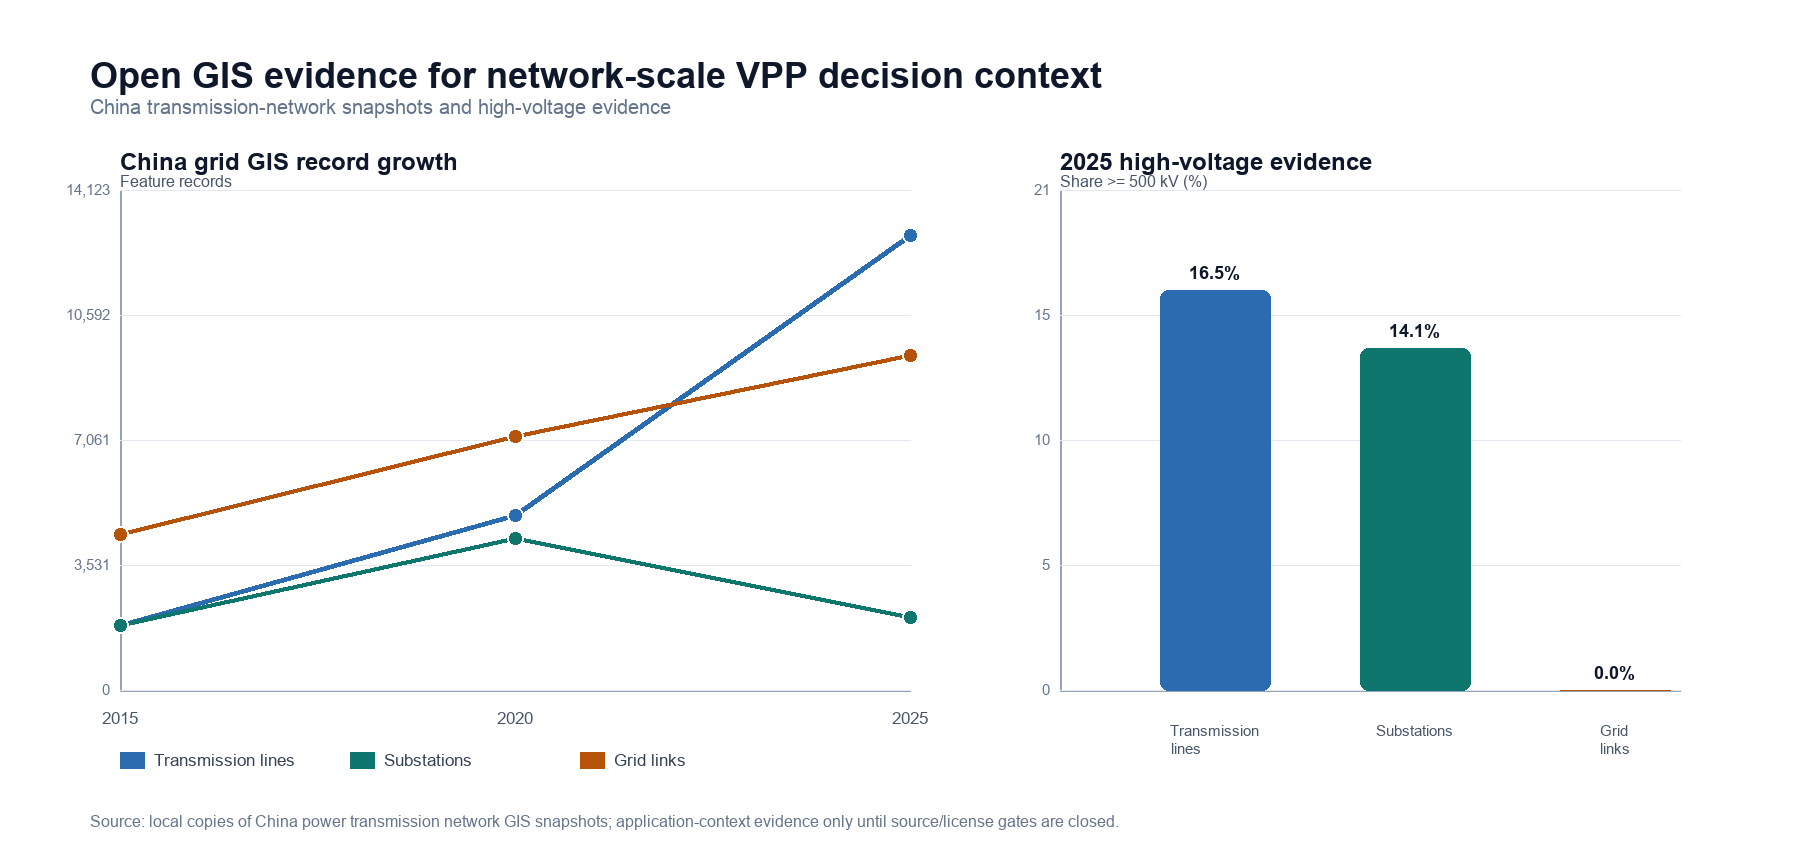 Open GIS evidence for network-scale VPP decision context
China transmission-network snapshots and high-voltage evidence
China grid GIS record growth
Feature records
14,123
10,592
7,061
3,531
0
2015
2020
2025
Transmission lines
Substations
Grid links
2025 high-voltage evidence
Share >= 500 kV (%)
21
15
10
5
0
16.5%
14.1%
0.0%
Transmission
lines
Substations
Grid
links
Source: local copies of China power transmission network GIS snapshots; application-context evidence only until source/license gates are closed.